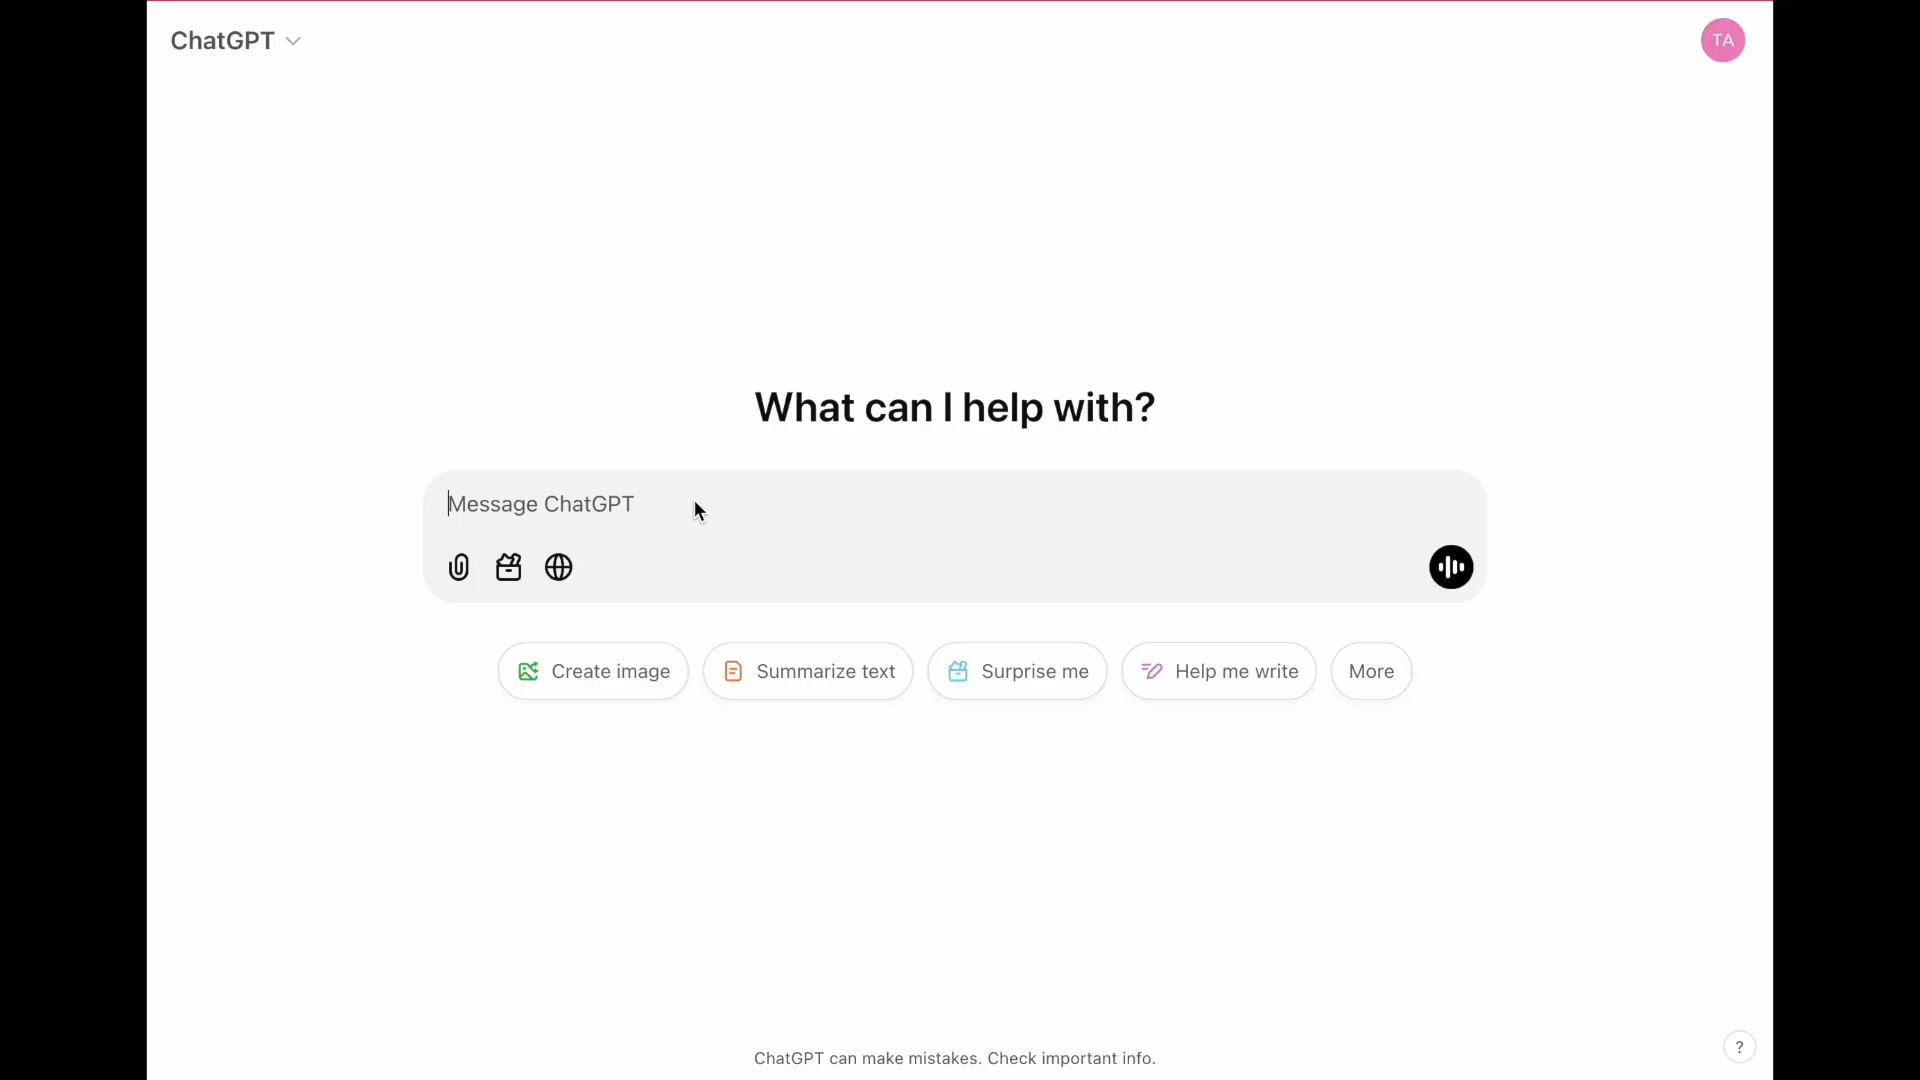 ChatGPT
TA
What can I help with?
Message ChatGPT
Create image
Summarize text
Surprise me
Help me write
More
ChatGPT can make mistakes. Check important info.
?